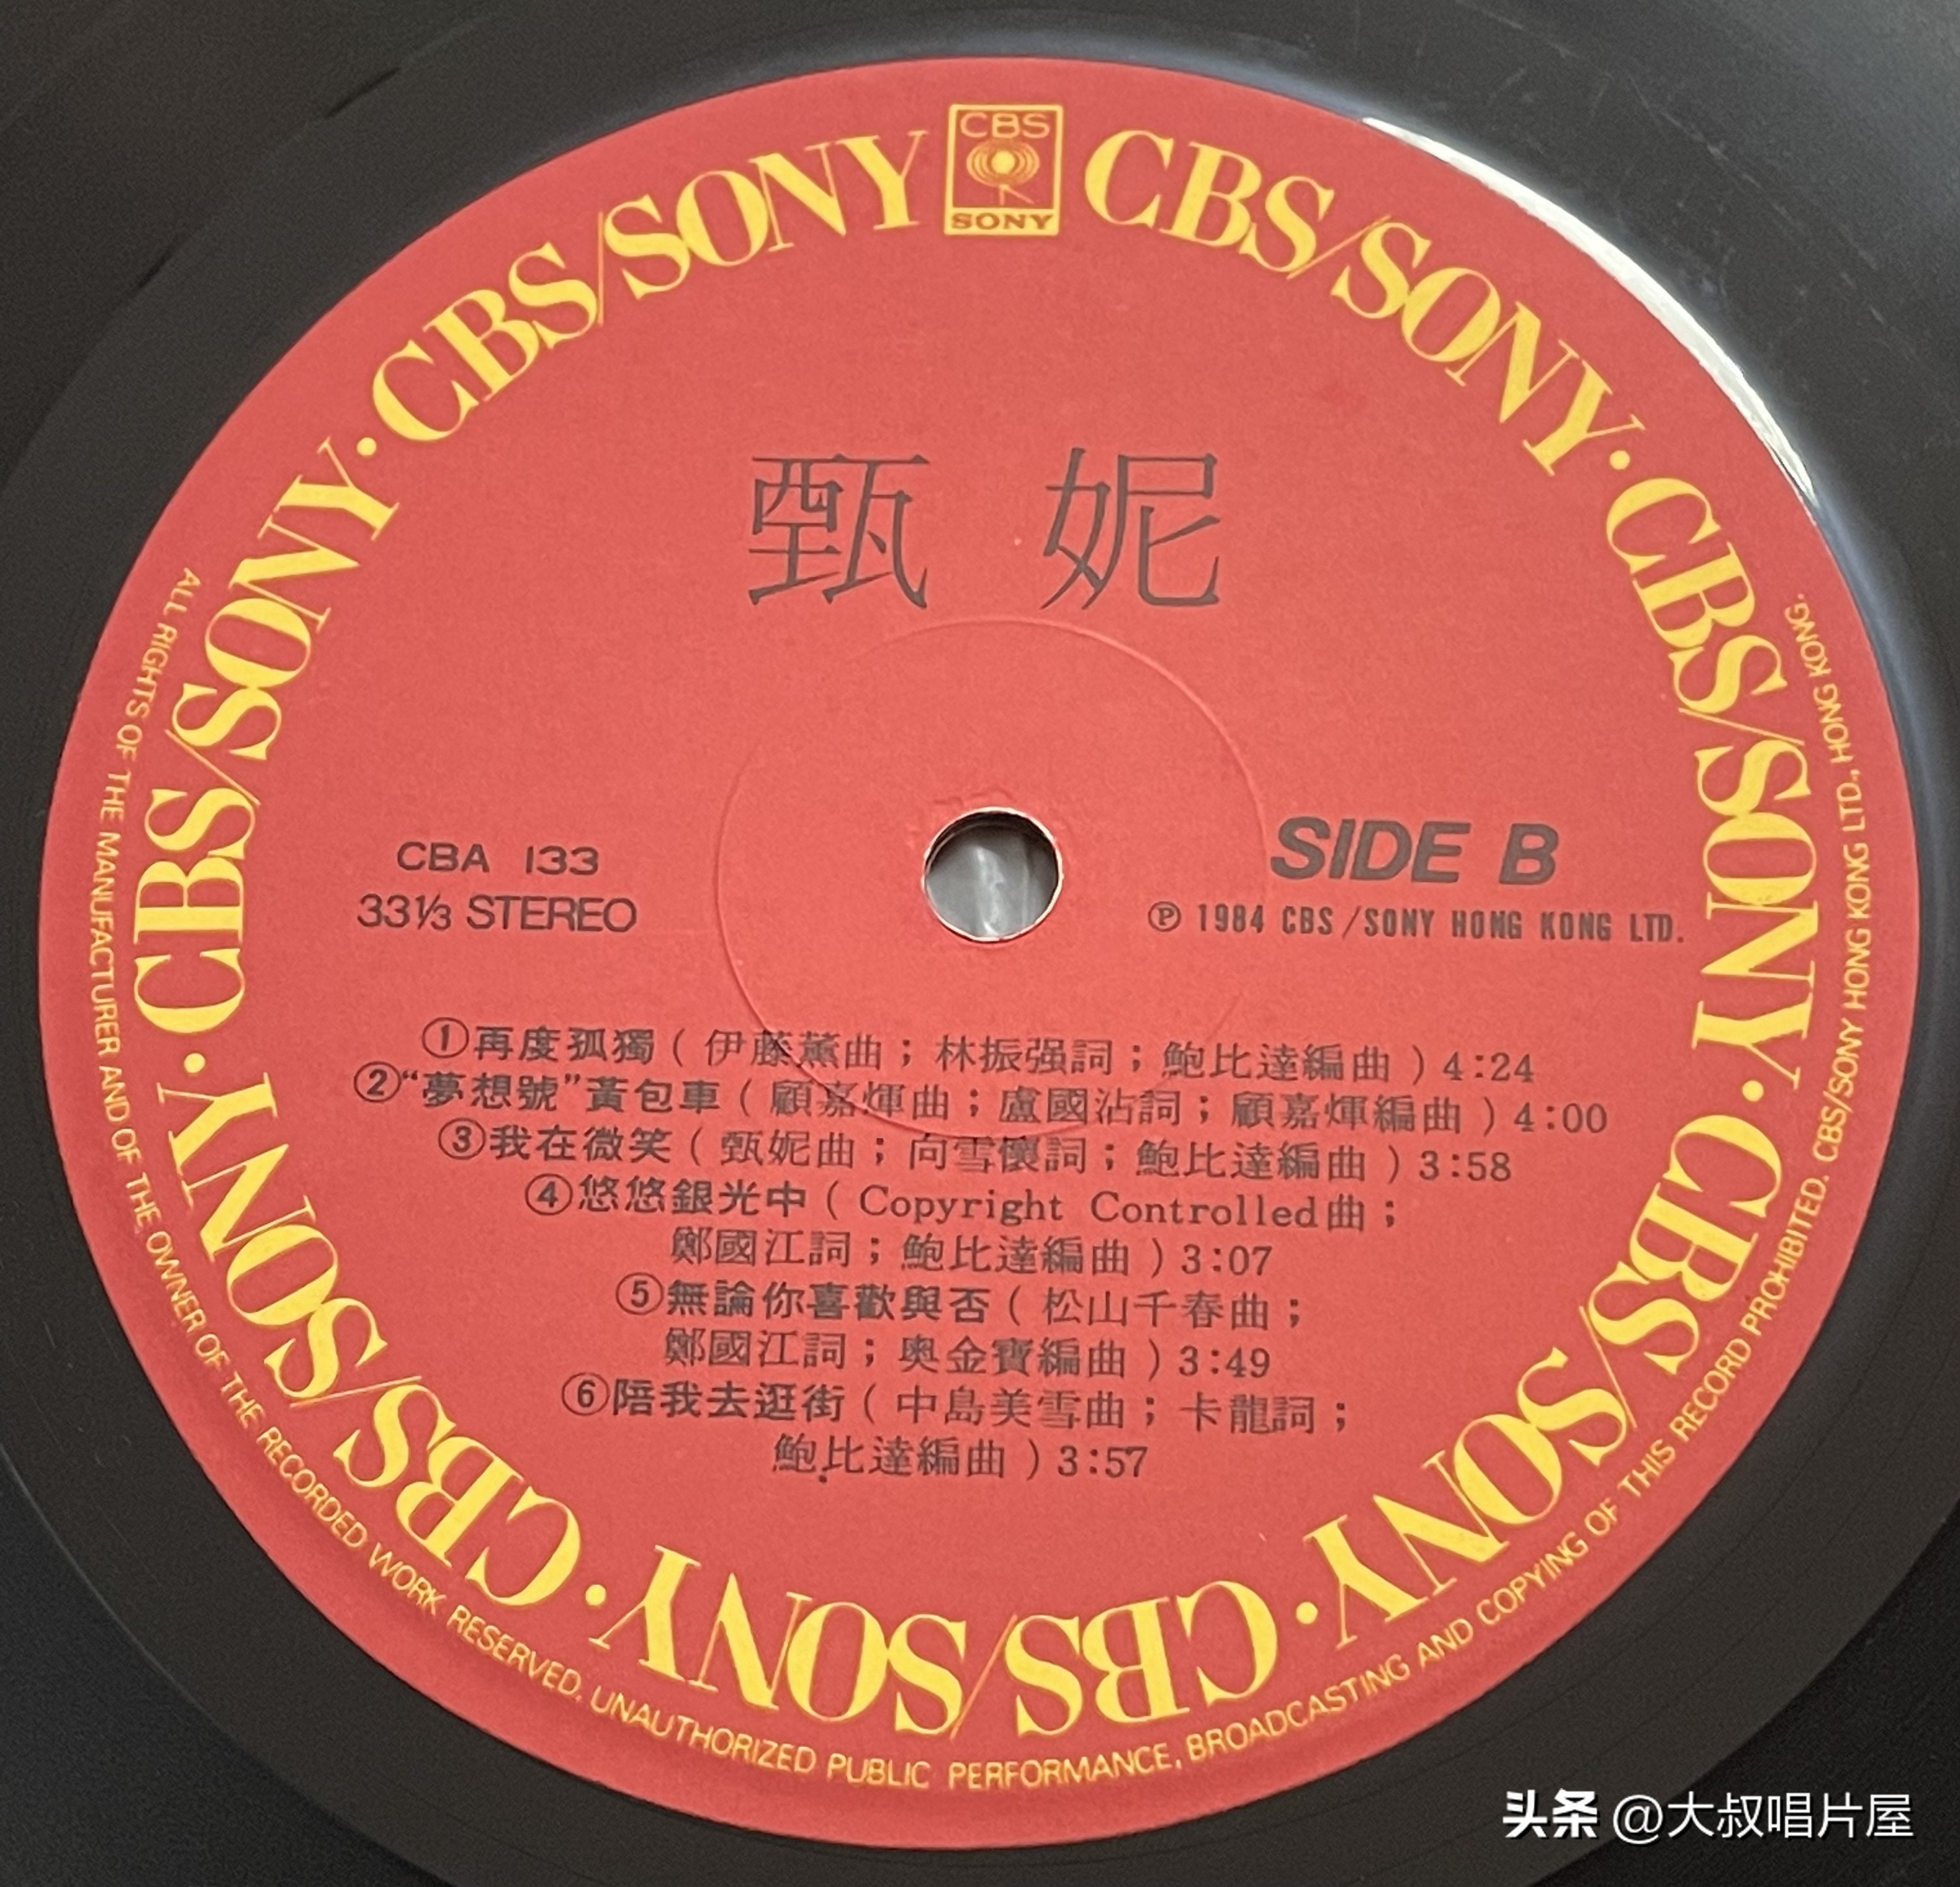 CBS
SONY
CBS/SONY · CBS/SONY · CBS/SONY · CBS/SONY · CBS/SONY · CBS/SONY · CBS/SONY · CBS/SONY
甄妮
CBA 133
33⅓ STEREO
SIDE B
Ⓟ 1984 CBS /SONY HONG KONG LTD.
①再度孤獨（伊藤薰曲；林振强詞；鮑比達編曲）4:24
②“夢想號”黃包車（顧嘉煇曲；盧國沾詞；顧嘉煇編曲）4:00
③我在微笑（甄妮曲；向雪懷詞；鮑比達編曲）3:58
④悠悠銀光中（Copyright Controlled曲；
鄭國江詞；鮑比達編曲）3:07
⑤無論你喜歡與否（松山千春曲；
鄭國江詞；奧金寶編曲）3:49
⑥陪我去逛街（中島美雪曲；卡龍詞；
鮑比達編曲）3:57
ALL RIGHTS OF THE MANUFACTURER AND OF THE OWNER OF THE RECORDED WORK RESERVED. UNAUTHORIZED PUBLIC PERFORMANCE, BROADCASTING AND COPYING OF THIS RECORD PROHIBITED. CBS/SONY HONG KONG LTD., HONG KONG.
头条 @大叔唱片屋